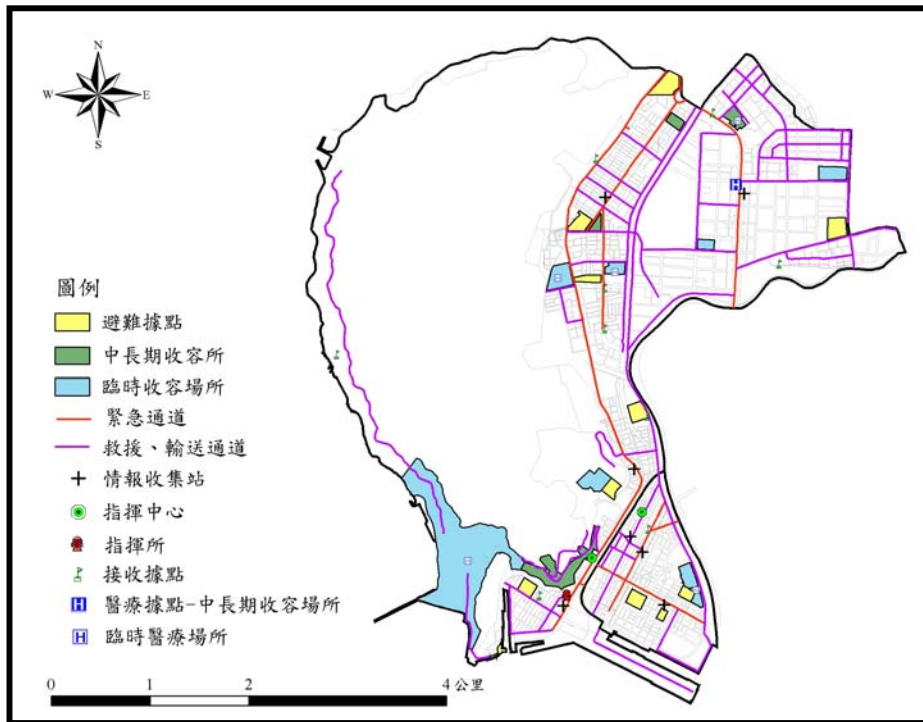 N
W E
S
圖例
避難據點
中長期收容所
臨時收容場所
緊急通道
救援、輸送通道
情報收集站
指揮中心
指揮所
接收據點
醫療據點-中長期收容場所
臨時醫療場所
0 1 2 4 公里